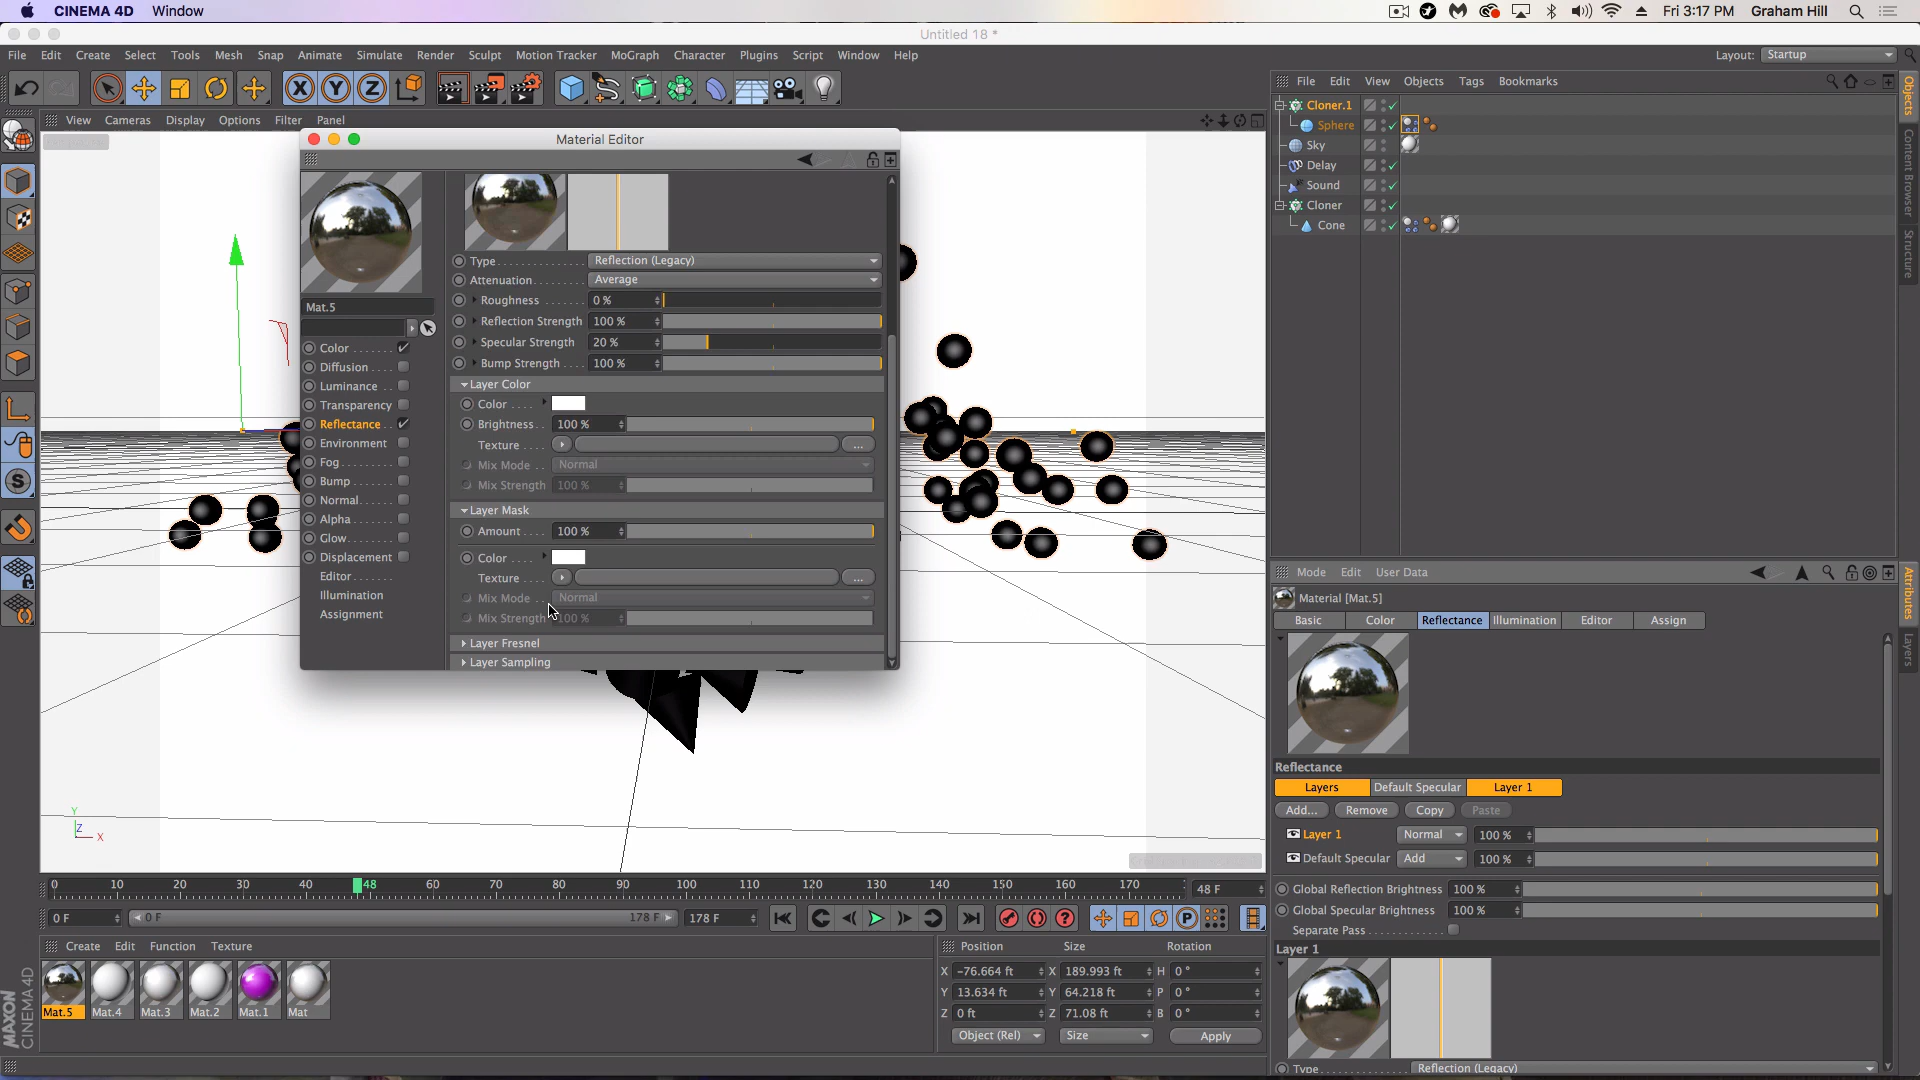 CINEMA 4D Window
Fri 3:17 PM Graham Hill
Untitled 18 *
File Edit Create Select Tools Mesh Snap Animate Simulate Render Sculpt Motion Tracker MoGraph Character Plugins Script Window Help
Layout: Startup
File Edit View Objects Tags Bookmarks
View Cameras Display Options Filter Panel
Material Editor
Cloner.1
Sphere
Sky
Delay
Sound
Cloner
Cone
Objects
Content Browser
Structure
Mat.5
Color
Diffusion
Luminance
Transparency
Reflectance
Environment
Fog
Bump
Normal
Alpha
Glow
Displacement
Editor
Illumination
Assignment
Type Reflection (Legacy)
Attenuation Average
Roughness 0 %
Reflection Strength 100 %
Specular Strength 20 %
Bump Strength 100 %
Layer Color
Color
Brightness 100 %
Texture ...
Mix Mode Normal
Mix Strength 100 %
Layer Mask
Amount 100 %
Color
Texture ...
Mix Mode Normal
Mix Strength 100 %
Layer Fresnel
Layer Sampling
Y
Z
X
Mode Edit User Data
Material [Mat.5]
Basic Color Reflectance Illumination Editor Assign
Attributes
Layers
Reflectance
Layers Default Specular Layer 1
Add... Remove Copy Paste
Layer 1 Normal 100 %
Default Specular Add 100 %
Global Reflection Brightness 100 %
Global Specular Brightness 100 %
Separate Pass
Layer 1
Type Reflection (Legacy)
0 10 20 30 40 48 60 70 80 90 100 110 120 130 140 150 160 170 48 F
0 F 0 F 178 F 178 F
Create Edit Function Texture
Mat.5 Mat.4 Mat.3 Mat.2 Mat.1 Mat
MAXON
CINEMA 4D
Position Size Rotation
X -76.664 ft X 189.993 ft H 0 °
Y 13.634 ft Y 64.218 ft P 0 °
Z 0 ft Z 71.08 ft B 0 °
Object (Rel) Size Apply